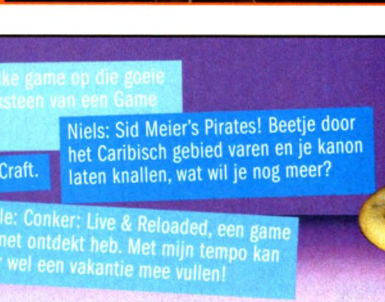 ke game op die goeie
ksteen van een Game
Niels: Sid Meier's Pirates! Beetje door
het Caribisch gebied varen en je kanon
laten knallen, wat wil je nog meer?
Craft.
le: Conker: Live & Reloaded, een game
net ontdekt heb. Met mijn tempo kan
wel een vakantie mee vullen!